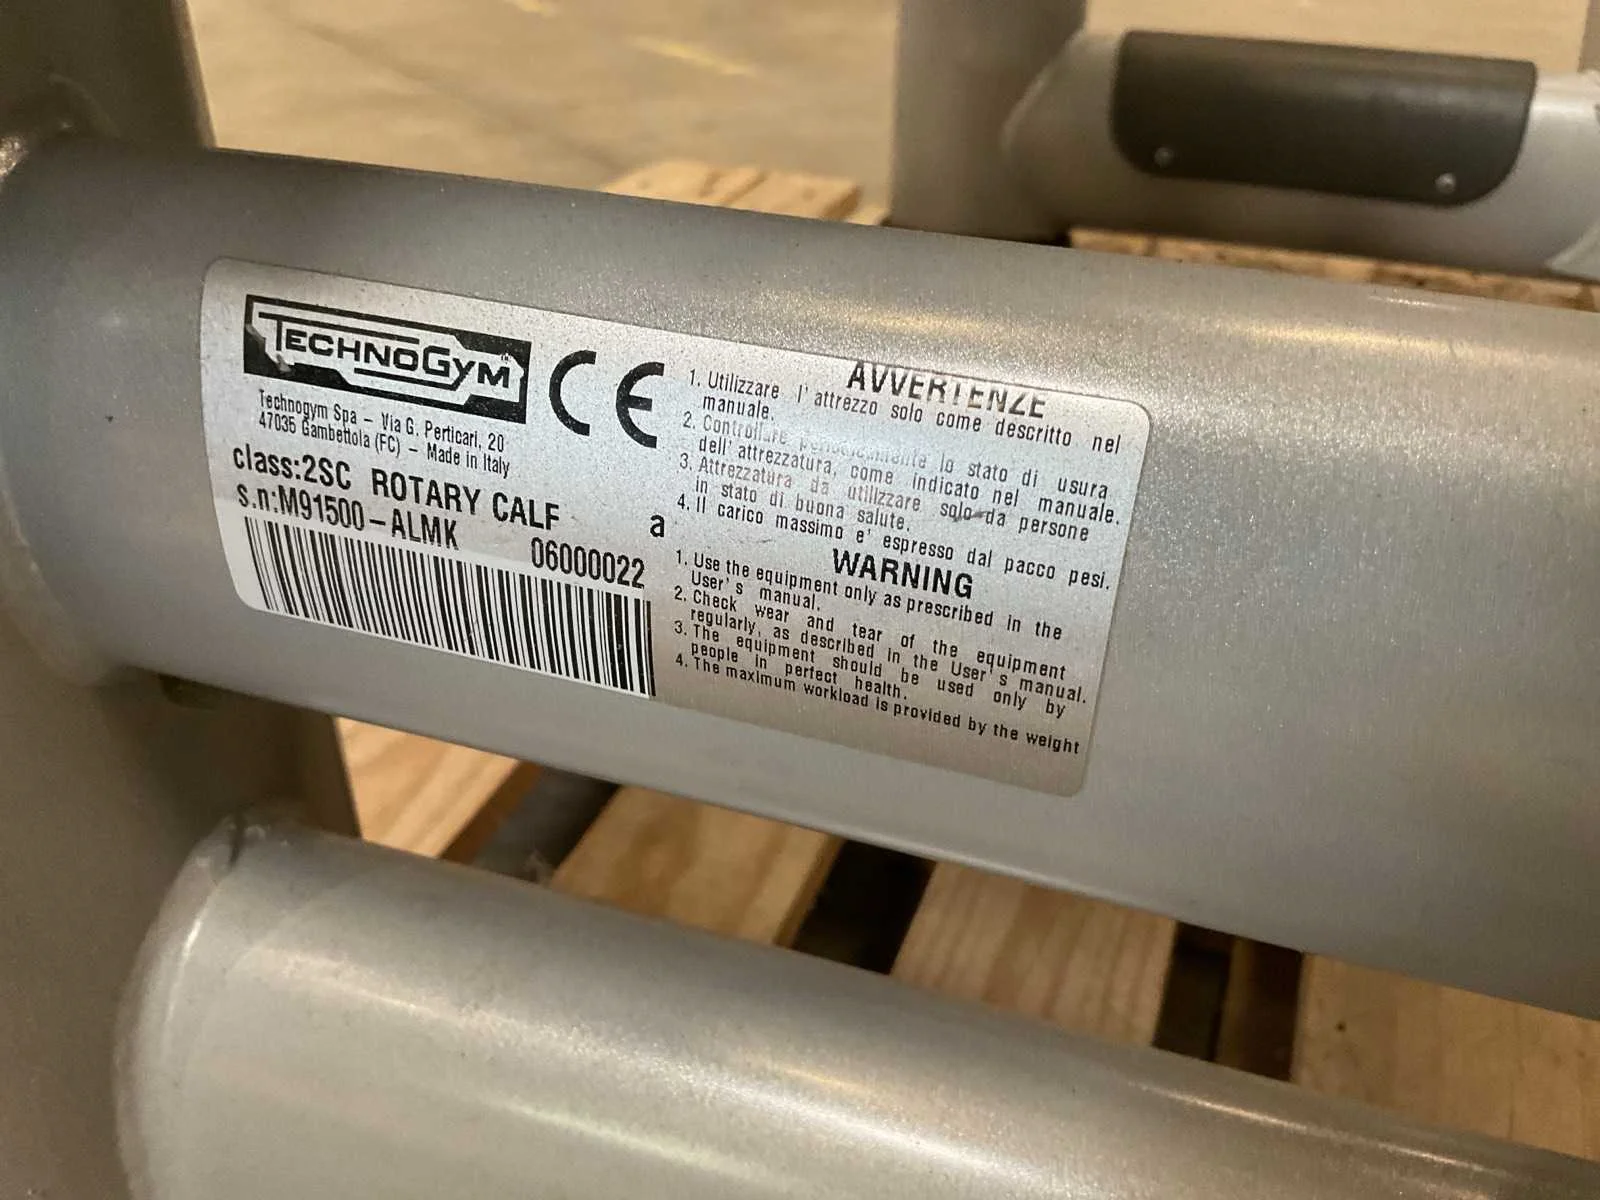 TECHNOGYM
CE
Technogym Spa – Via G. Perticari, 20
47035 Gambettola (FC) – Made in Italy
class:2SC ROTARY CALF
s.n:M91500–ALMK 06000022
a
AVVERTENZE
1. Utilizzare l'attrezzo solo come descritto nel
manuale.
2. Controllare periodicamente lo stato di usura
dell'attrezzatura, come indicato nel manuale.
3. Attrezzatura da utilizzare solo da persone
in stato di buona salute.
4. Il carico massimo e' espresso dal pacco pesi.
WARNING
1. Use the equipment only as prescribed in the
User's manual.
2. Check wear and tear of the equipment
regularly, as described in the User's manual.
3. The equipment should be used only by
people in perfect health.
4. The maximum workload is provided by the weight